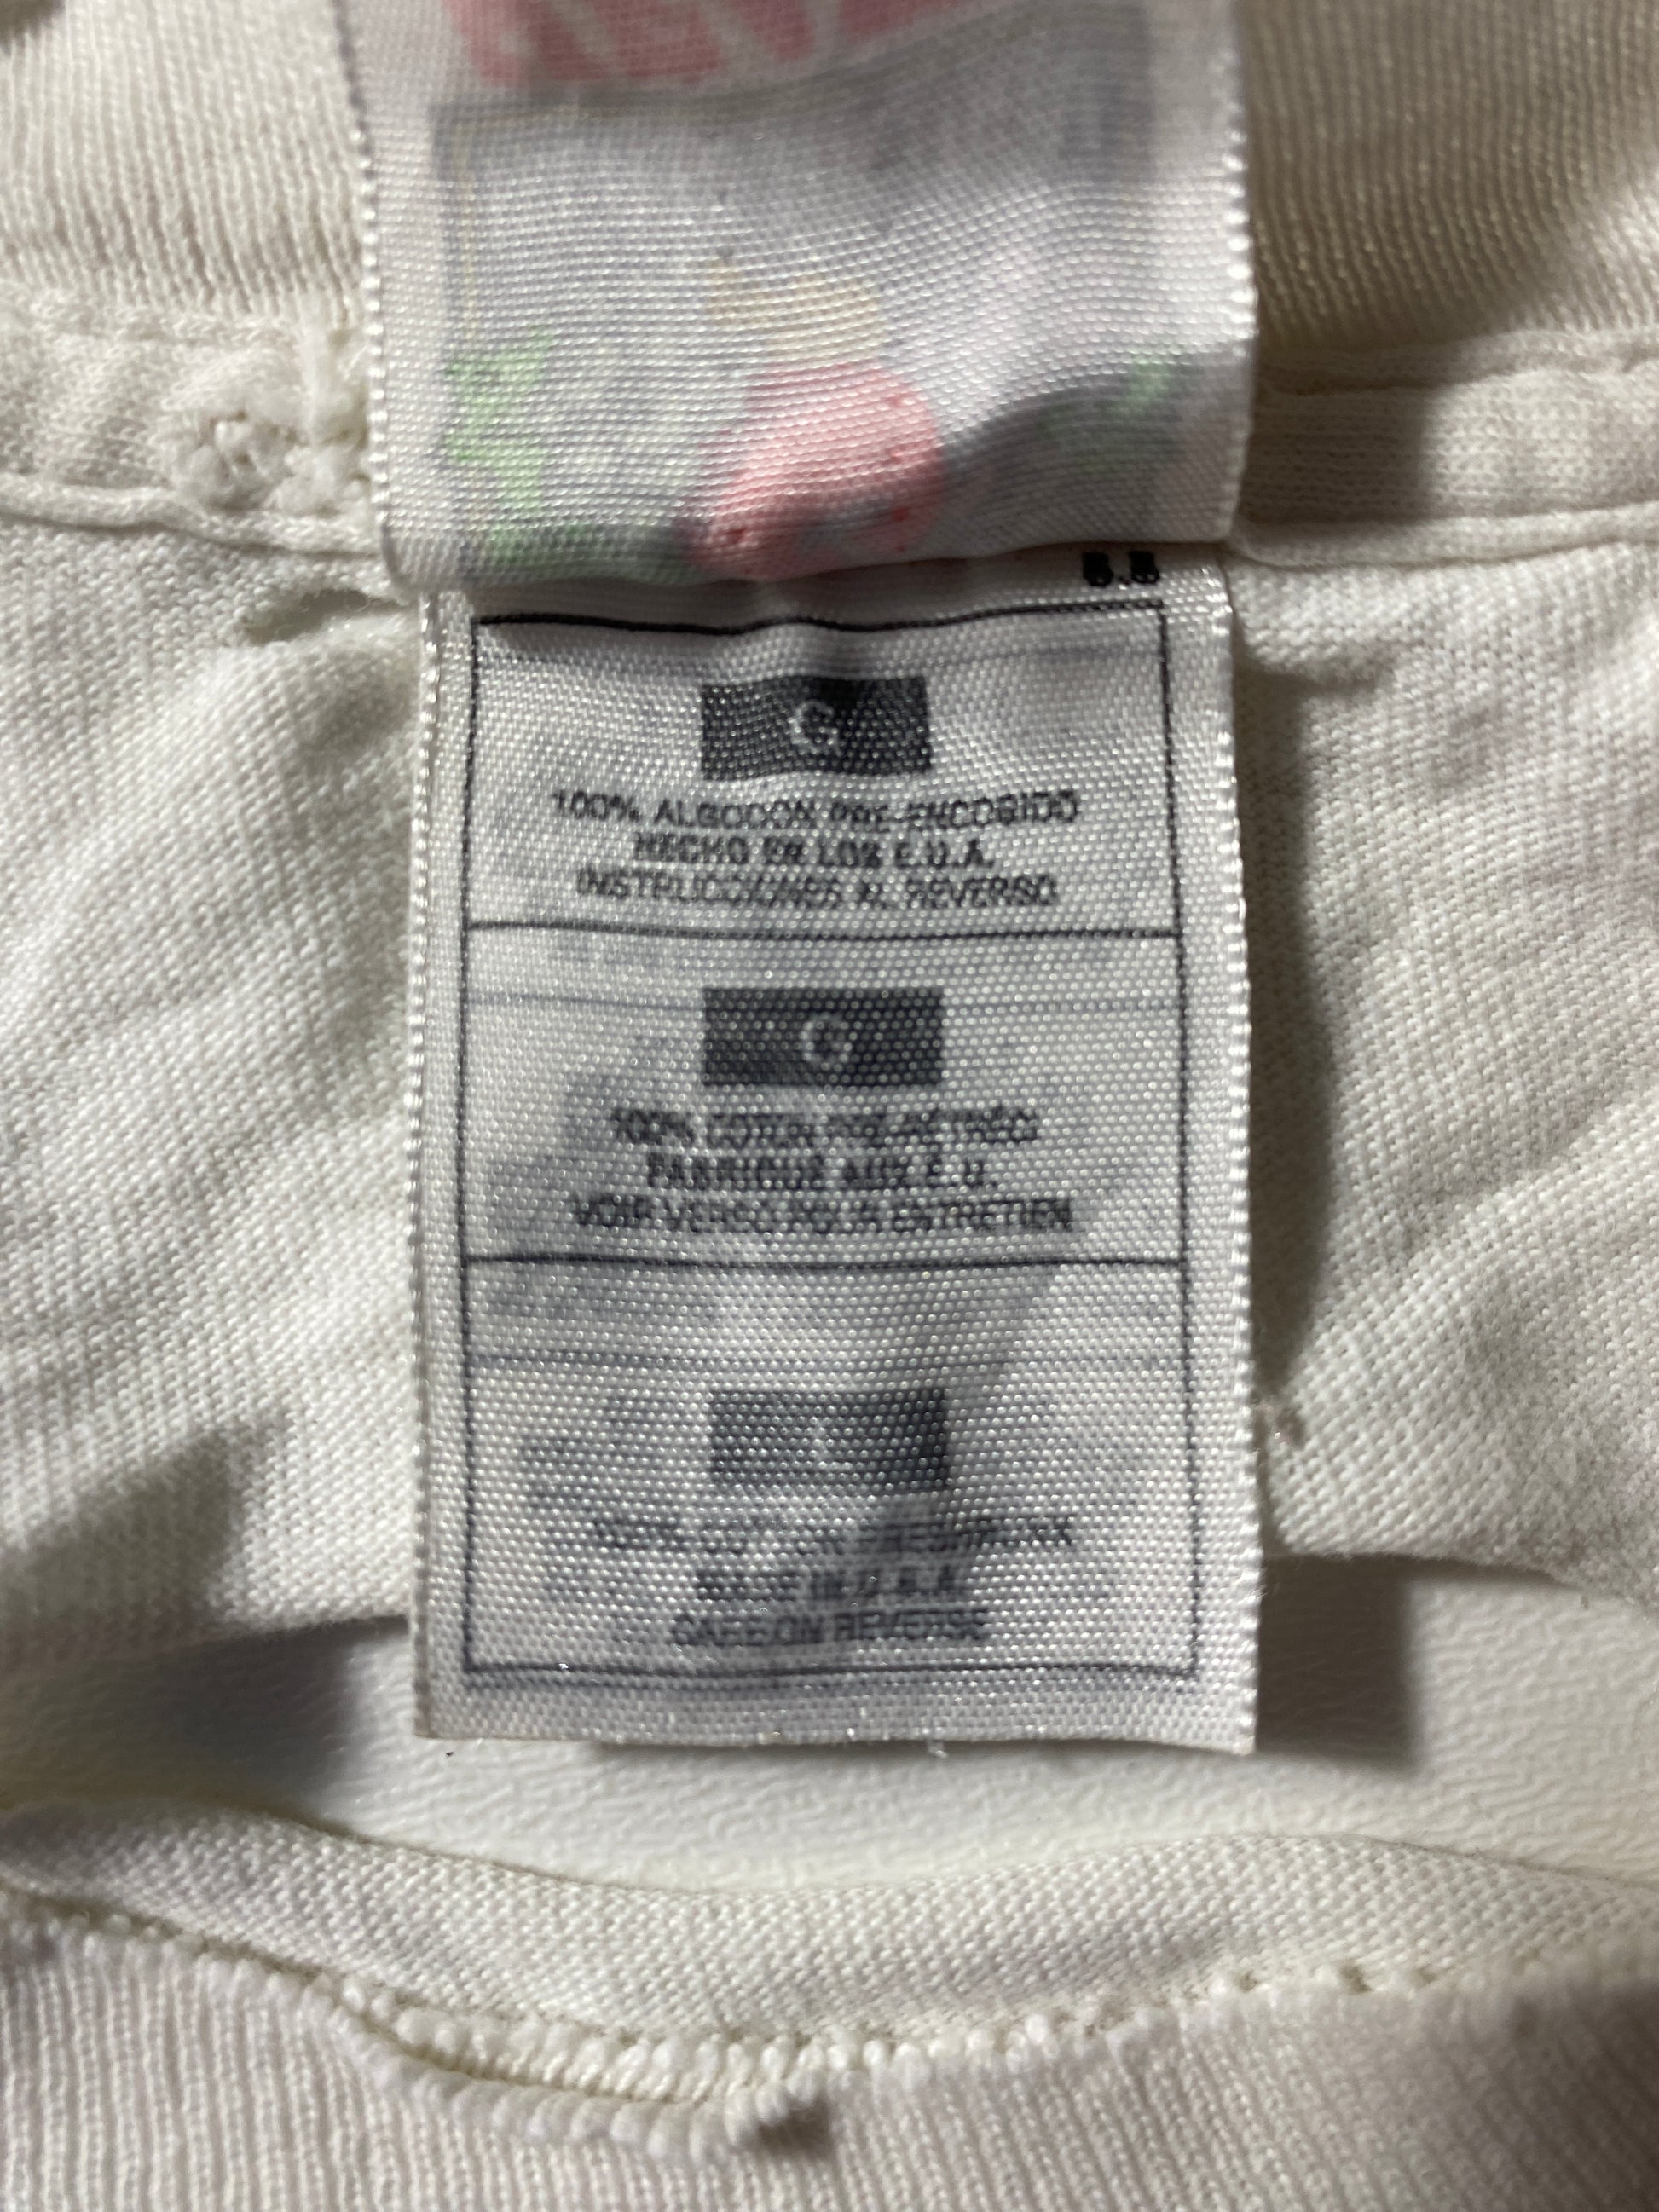 G
100% ALGODON PRE-ENCOGIDO
HECHO EN LOS E.U.A.
INSTRUCCIONES AL REVERSO
G
100% COTON PRÉ-RÉTRÉCI
FABRIQUÉ AUX É.U.
VOIR VERSO POUR ENTRETIEN
100% COTTON PRESHRUNK
MADE IN U.S.A.
CARE ON REVERSE